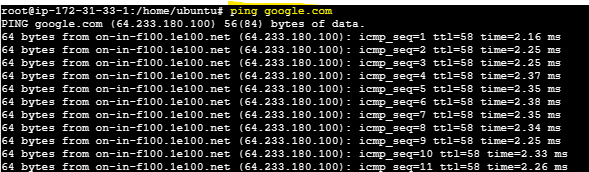 root@ip-172-31-33-1:/home/ubuntu# ping google.com
PING google.com (64.233.180.100) 56(84) bytes of data.
64 bytes from on-in-f100.1e100.net (64.233.180.100): icmp_seq=1 ttl=58 time=2.16 ms
64 bytes from on-in-f100.1e100.net (64.233.180.100): icmp_seq=2 ttl=58 time=2.25 ms
64 bytes from on-in-f100.1e100.net (64.233.180.100): icmp_seq=3 ttl=58 time=2.25 ms
64 bytes from on-in-f100.1e100.net (64.233.180.100): icmp_seq=4 ttl=58 time=2.37 ms
64 bytes from on-in-f100.1e100.net (64.233.180.100): icmp_seq=5 ttl=58 time=2.35 ms
64 bytes from on-in-f100.1e100.net (64.233.180.100): icmp_seq=6 ttl=58 time=2.38 ms
64 bytes from on-in-f100.1e100.net (64.233.180.100): icmp_seq=7 ttl=58 time=2.35 ms
64 bytes from on-in-f100.1e100.net (64.233.180.100): icmp_seq=8 ttl=58 time=2.34 ms
64 bytes from on-in-f100.1e100.net (64.233.180.100): icmp_seq=9 ttl=58 time=2.25 ms
64 bytes from on-in-f100.1e100.net (64.233.180.100): icmp_seq=10 ttl=58 time=2.33 ms
64 bytes from on-in-f100.1e100.net (64.233.180.100): icmp_seq=11 ttl=58 time=2.26 ms